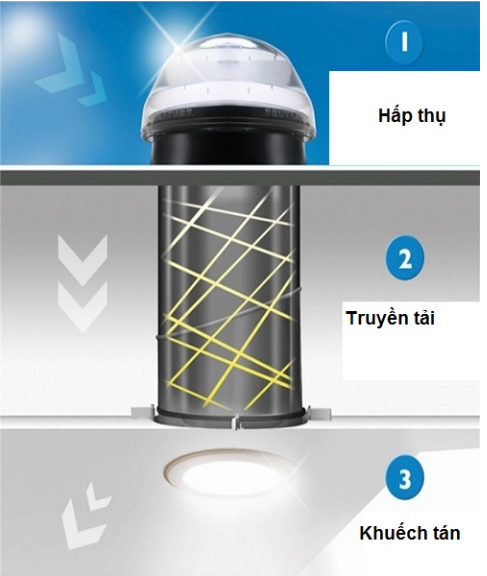 1
Hấp thụ
2
Truyền tải
3
Khuếch tán